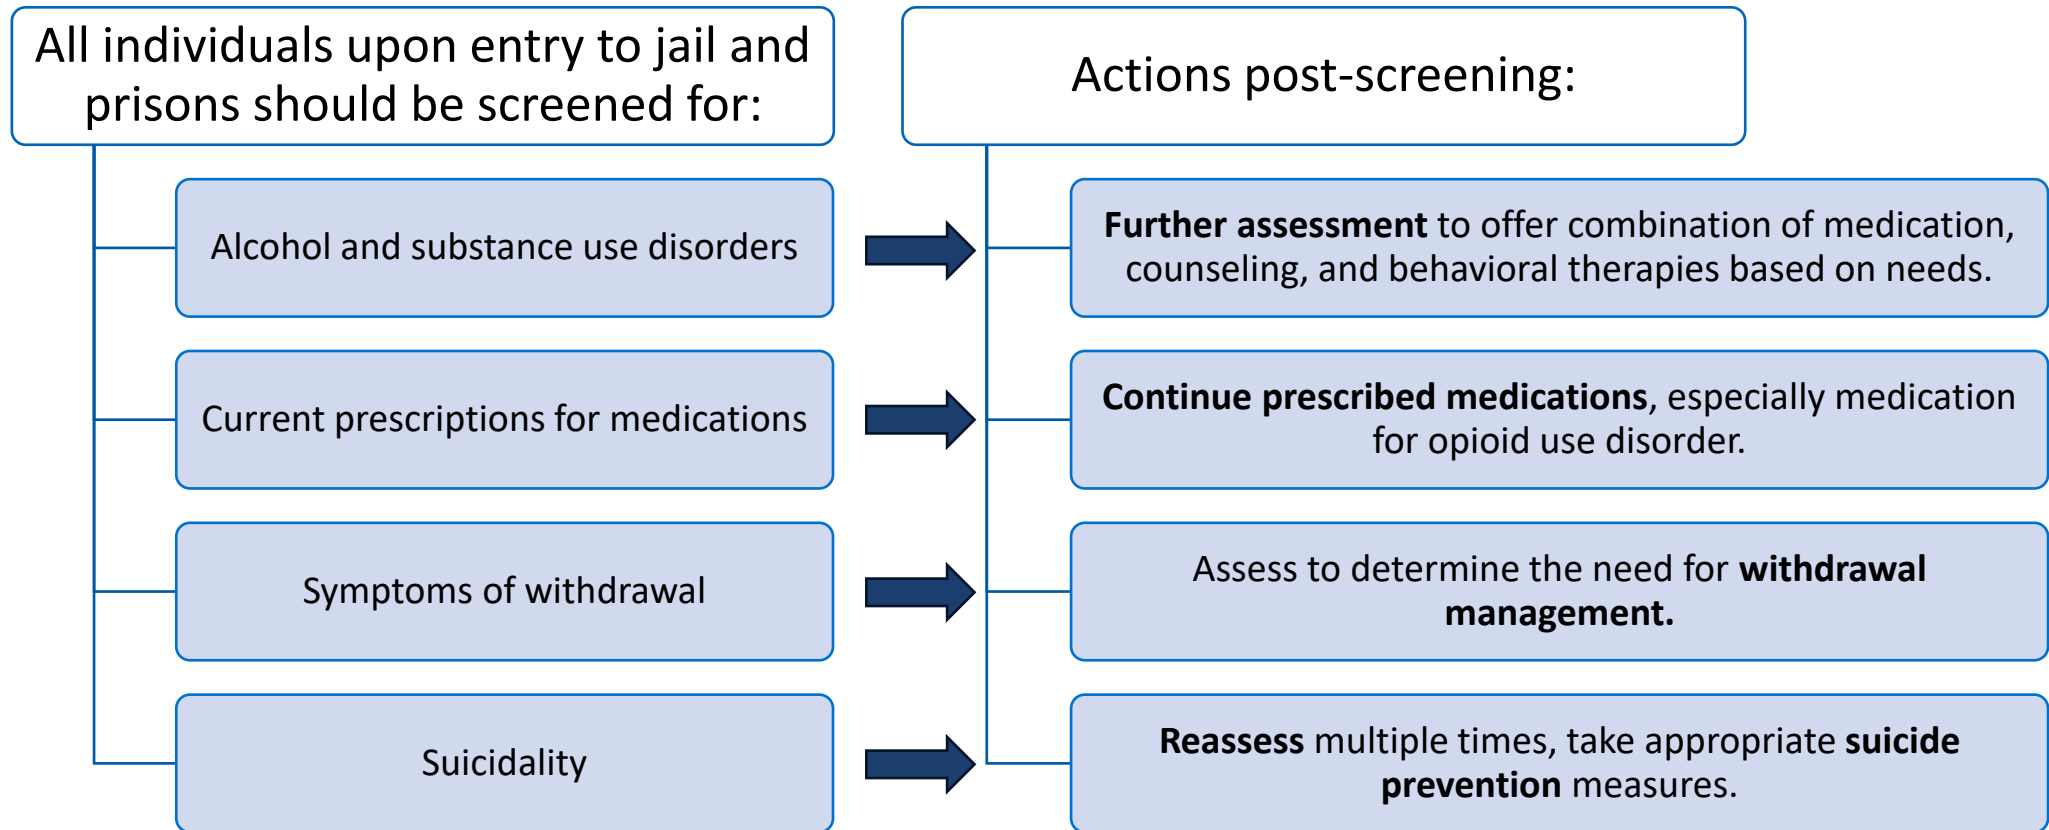 All individuals upon entry to jail and
prisons should be screened for:
Alcohol and substance use disorders
Current prescriptions for medications
Symptoms of withdrawal
Suicidality
Actions post-screening:
Further assessment to offer combination of medication,
counseling, and behavioral therapies based on needs.
Continue prescribed medications, especially medication
for opioid use disorder.
Assess to determine the need for withdrawal
management.
Reassess multiple times, take appropriate suicide
prevention measures.